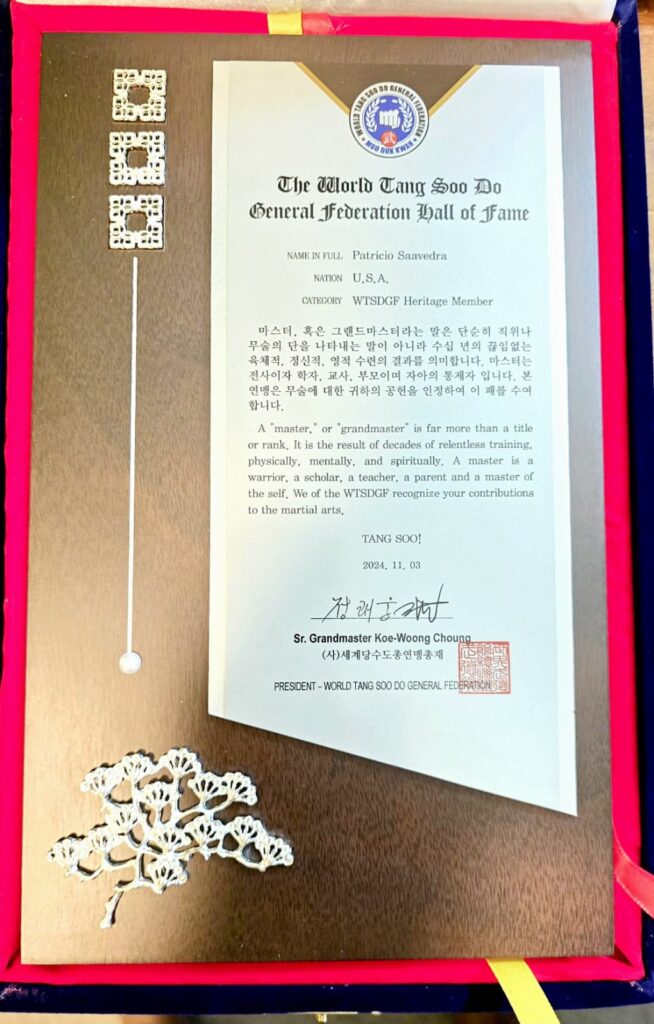 WORLD TANG SOO DO GENERAL FEDERATION
MOO DUK KWAN
The World Tang Soo Do
General Federation Hall of Fame
NAME IN FULL Patricio Saavedra
NATION U.S.A.
CATEGORY WTSDGF Heritage Member
마스터, 혹은 그랜드마스터라는 말은 단순히 직위나
무술의 단을 나타내는 말이 아니라 수십 년의 끊임없는
육체적, 정신적, 영적 수련의 결과를 의미합니다. 마스터는
전사이자 학자, 교사, 부모이며 자아의 통제자 입니다. 본
연맹은 무술에 대한 귀하의 공헌을 인정하여 이 패를 수여
합니다.
A "master," or "grandmaster" is far more than a title
or rank. It is the result of decades of relentless training,
physically, mentally, and spiritually. A master is a
warrior, a scholar, a teacher, a parent and a master of
the self. We of the WTSDGF recognize your contributions
to the martial arts.
TANG SOO!
2024. 11. 03
Sr. Grandmaster Koe-Woong Choung
(사)세계당수도총연맹총재
PRESIDENT – WORLD TANG SOO DO GENERAL FEDERATION